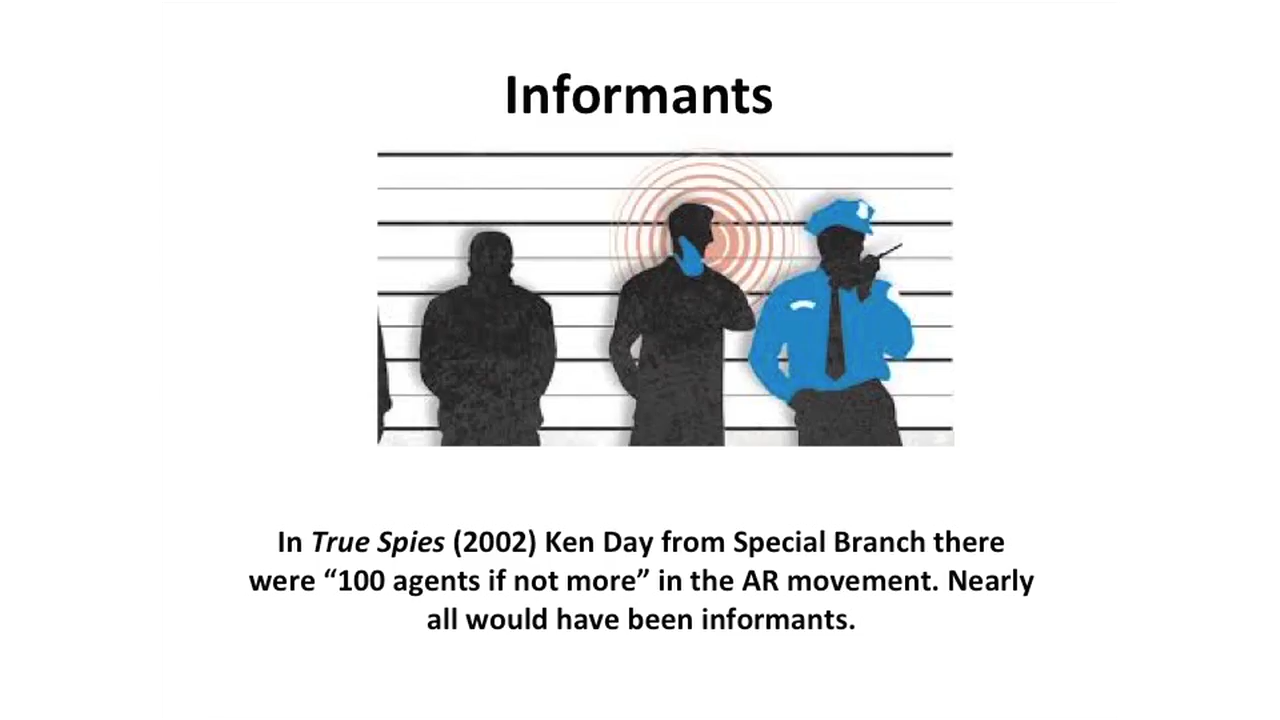 Informants
In True Spies (2002) Ken Day from Special Branch there
were “100 agents if not more” in the AR movement. Nearly
all would have been informants.